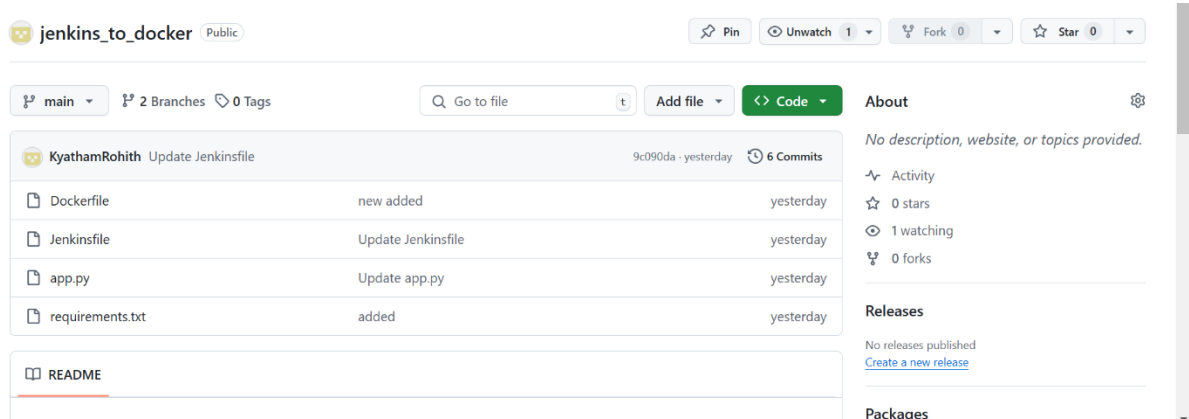 jenkins_to_docker Public Pin Unwatch 1 Fork 0 Star 0
main 2 Branches 0 Tags Go to file t Add file Code
KyathamRohith Update Jenkinsfile 9c090da · yesterday 6 Commits
Dockerfile new added yesterday
Jenkinsfile Update Jenkinsfile yesterday
app.py Update app.py yesterday
requirements.txt added yesterday
README
About
No description, website, or topics provided.
Activity
0 stars
1 watching
0 forks
Releases
No releases published
Create a new release
Packages